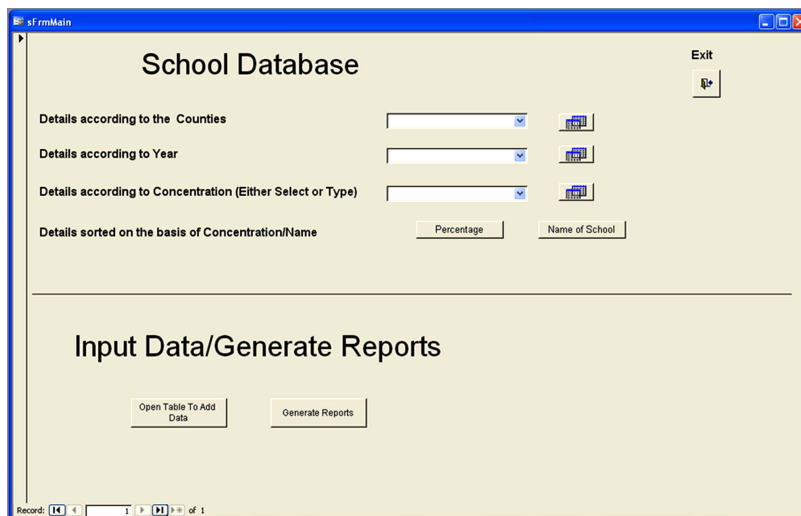 sFrmMain
School Database
Exit
Details according to the Counties
Details according to Year
Details according to Concentration (Either Select or Type)
Details sorted on the basis of Concentration/Name
Percentage
Name of School
Input Data/Generate Reports
Open Table To Add
Data
Generate Reports
Record: 1 of 1